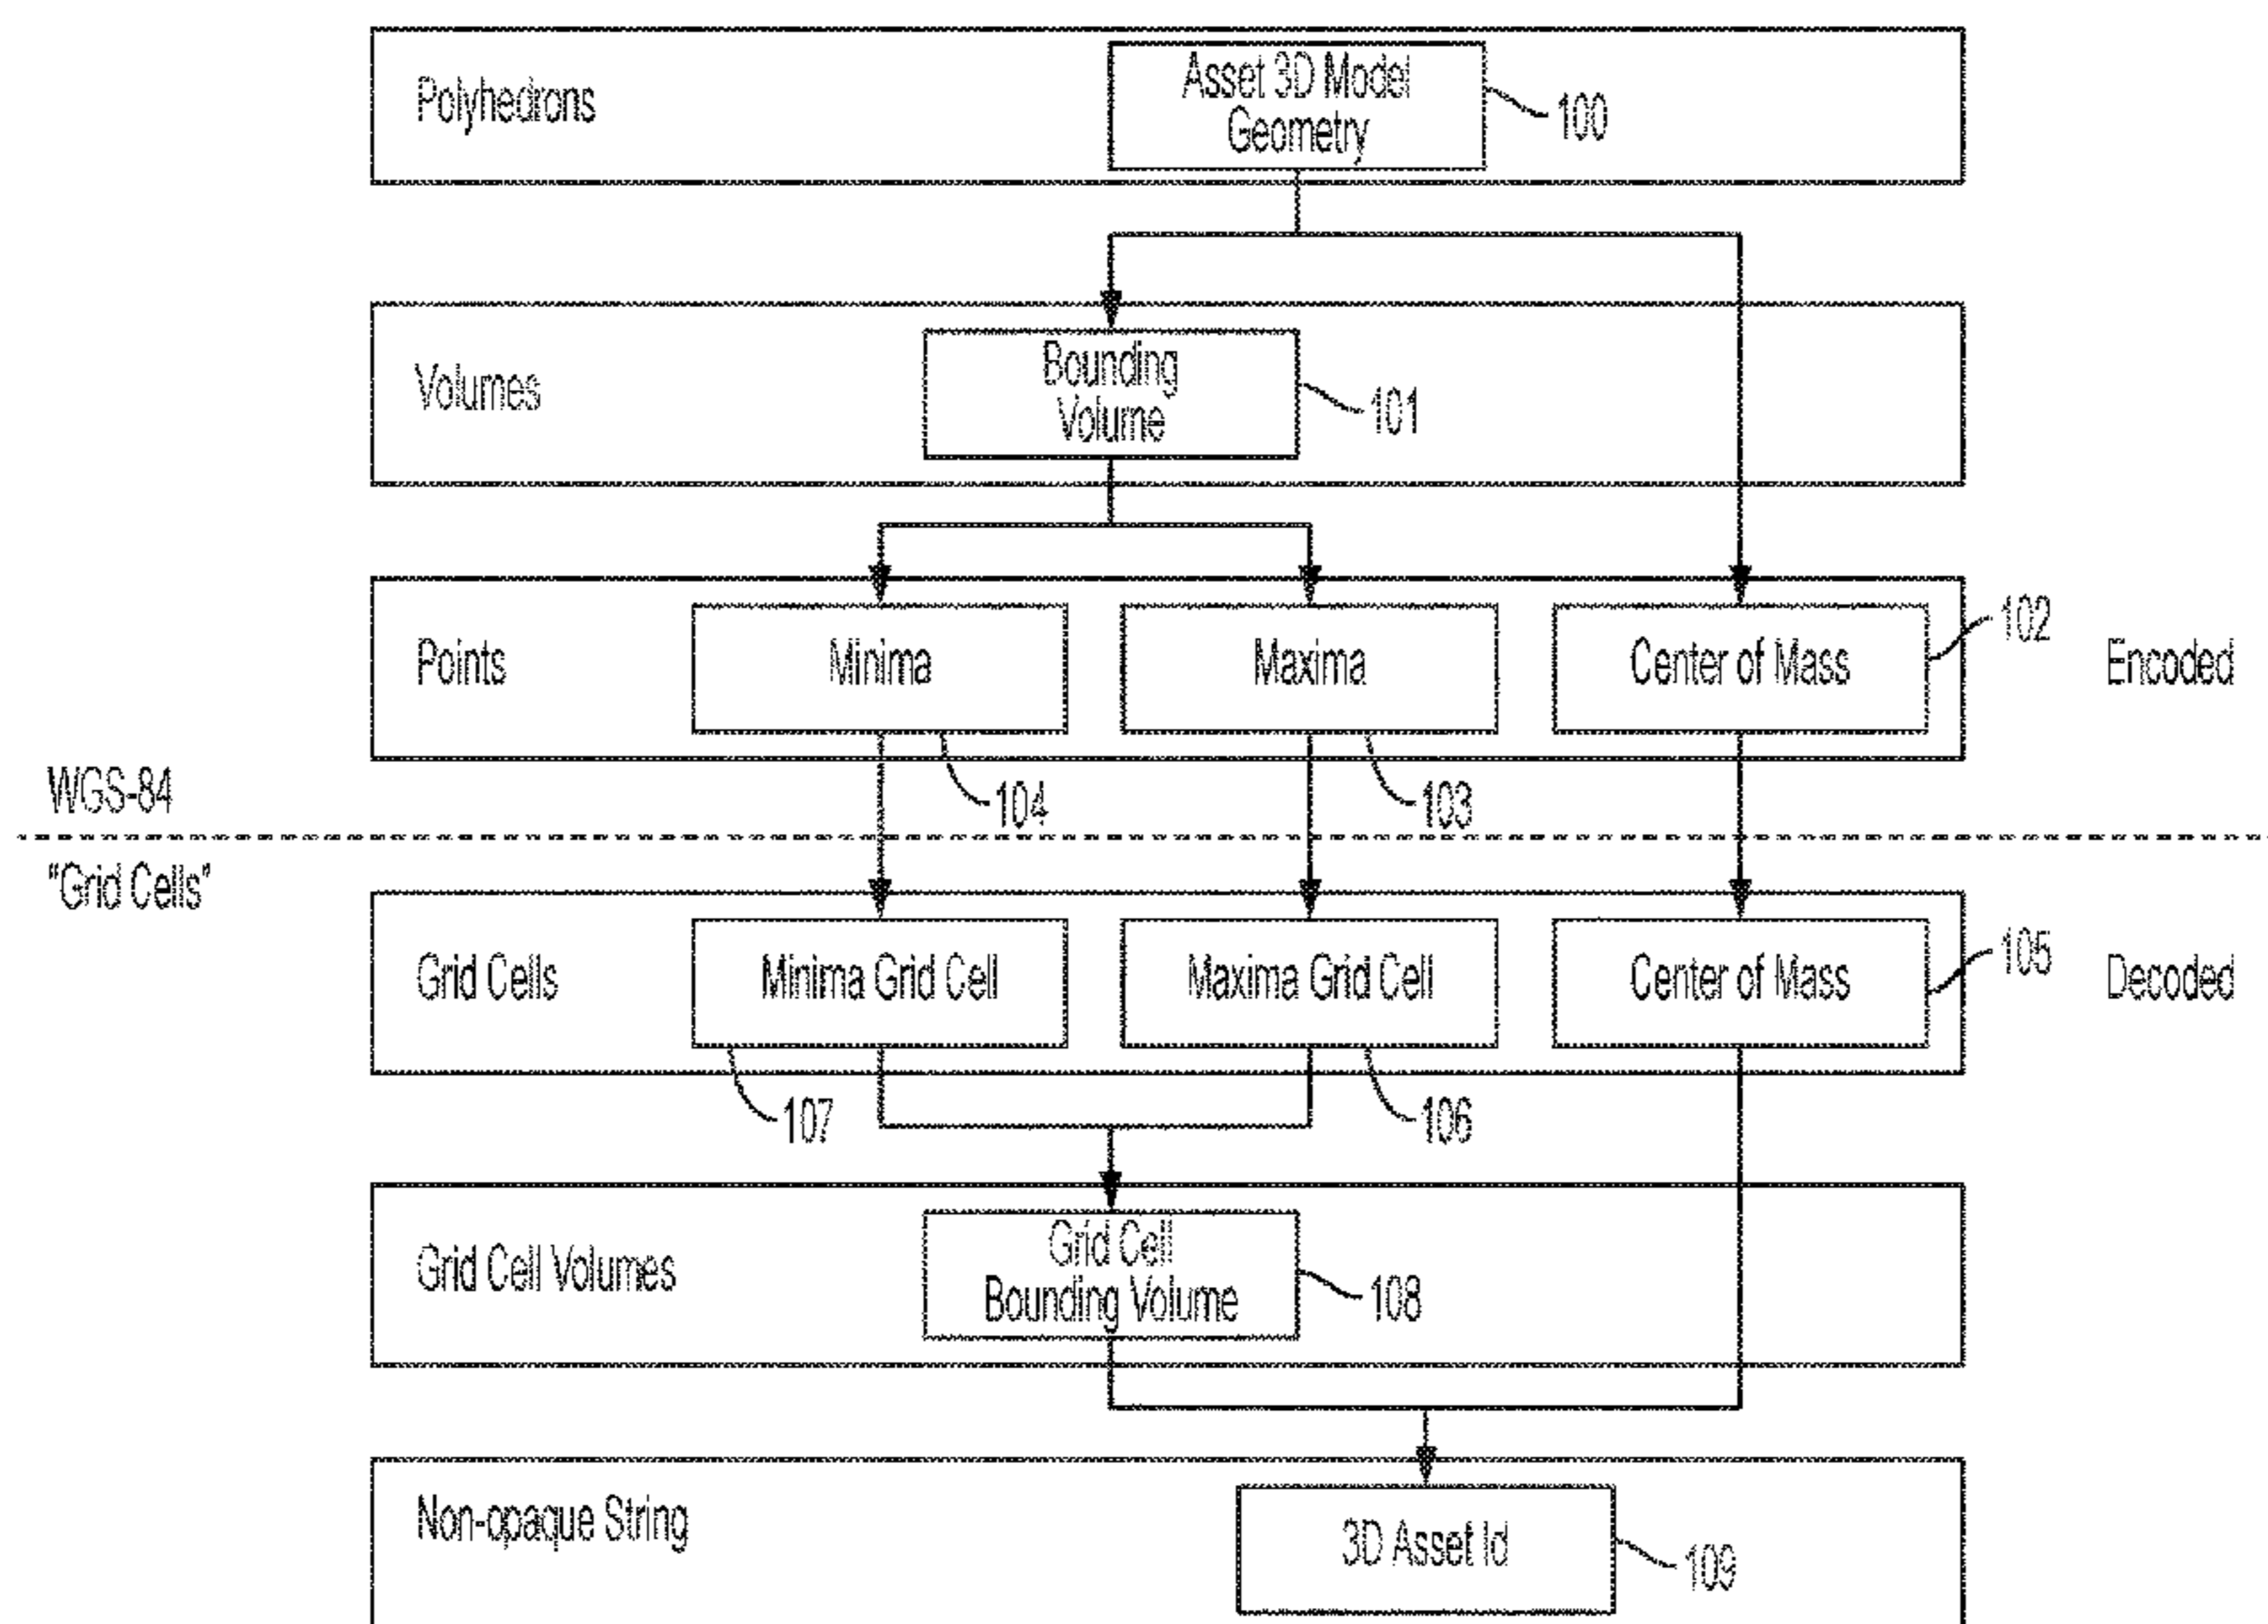 Polyhedrons
Asset 3D Model
Geometry
100
Volumes
Bounding
Volume
101
Points
Minima
Maxima
Center of Mass
102
Encoded
WGS-84
104
103
"Grid Cells"
Grid Cells
Minima Grid Cell
Maxima Grid Cell
Center of Mass
105
Decoded
107
106
Grid Cell Volumes
Grid Cell
Bounding Volume
108
Non-opaque String
3D Asset Id
109